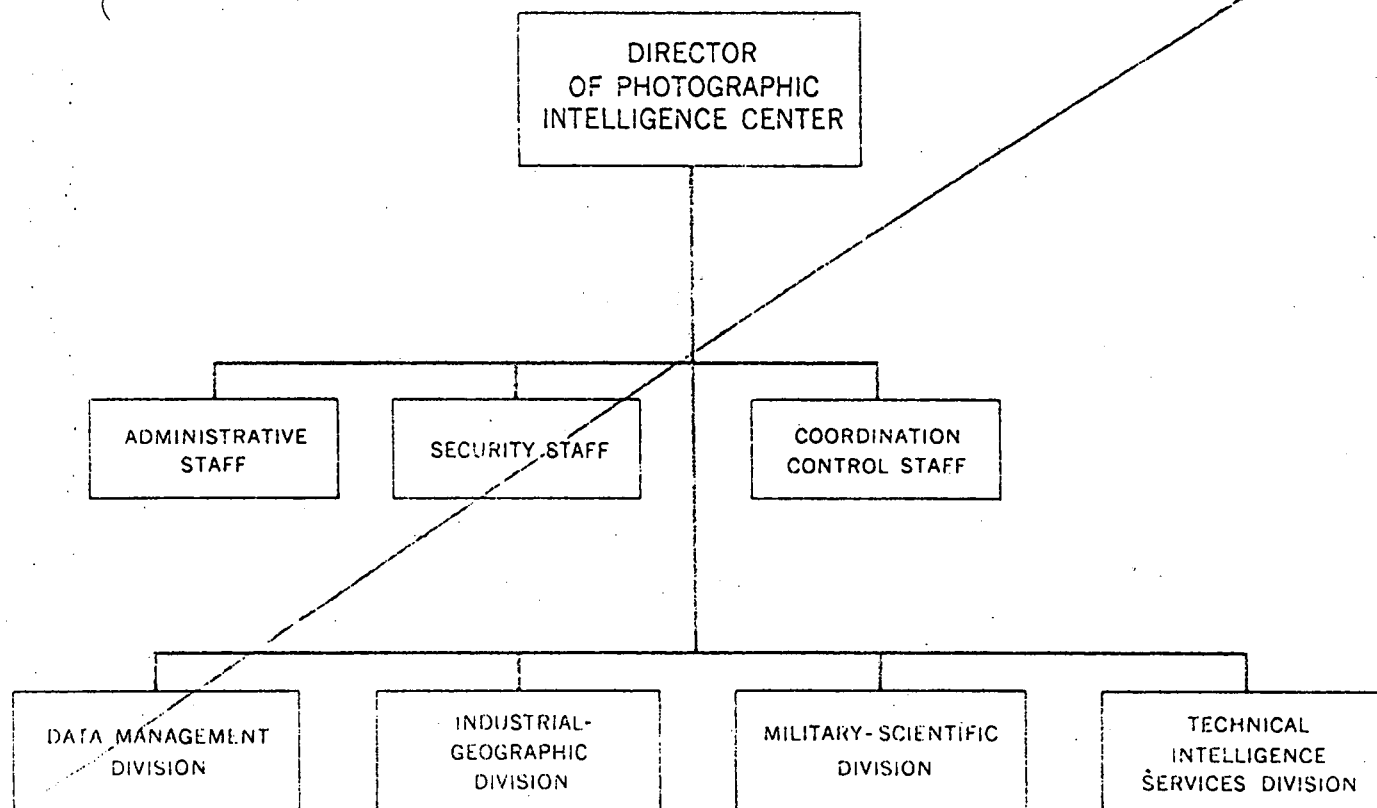 DIRECTOR
OF PHOTOGRAPHIC
INTELLIGENCE CENTER
ADMINISTRATIVE
STAFF
SECURITY STAFF
COORDINATION
CONTROL STAFF
DATA MANAGEMENT
DIVISION
INDUSTRIAL-
GEOGRAPHIC
DIVISION
MILITARY-SCIENTIFIC
DIVISION
TECHNICAL
INTELLIGENCE
SERVICES DIVISION